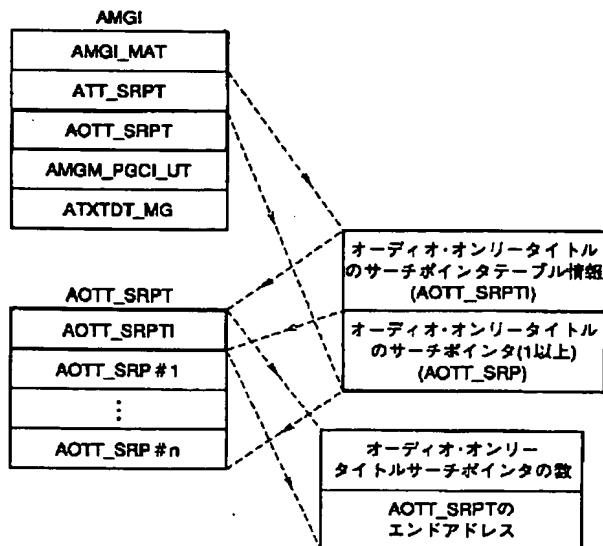 AMGI
AMGI_MAT
ATT_SRPT
AOTT_SRPT
AMGM_PGCI_UT
ATXTDT_MG
オーディオ・オンリータイトル
のサーチポインタテーブル情報
(AOTT_SRPTI)
オーディオ・オンリータイトル
のサーチポインタ(1以上)
(AOTT_SRP)
AOTT_SRPT
AOTT_SRPTI
AOTT_SRP #1
⋮
AOTT_SRP #n
オーディオ・オンリー
タイトルサーチポインタの数
AOTT_SRPTの
エンドアドレス